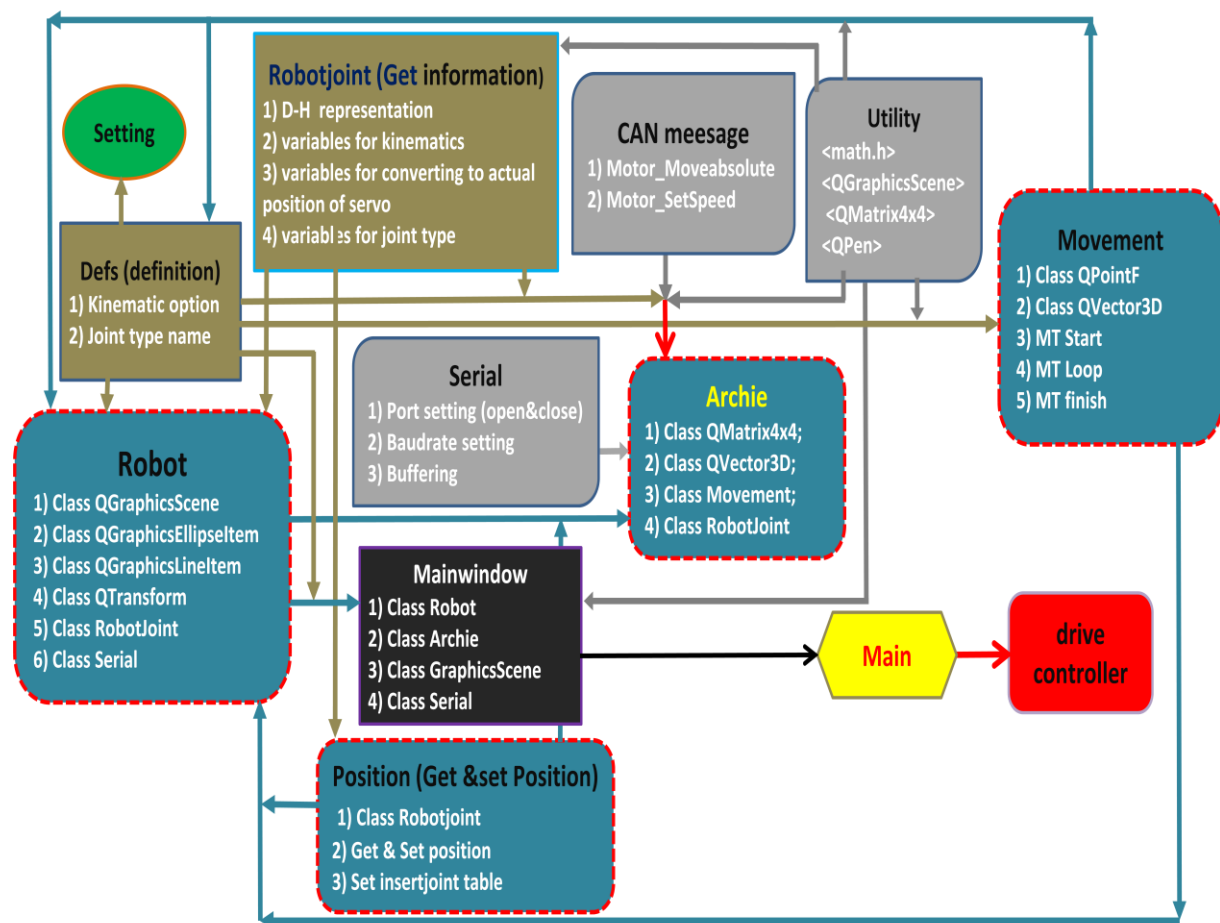 Setting
Robotjoint (Get information)
1) D-H representation
2) variables for kinematics
3) variables for converting to actual
position of servo
4) variables for joint type
CAN meesage
1) Motor_Moveabsolute
2) Motor_SetSpeed
Utility
<math.h>
<QGraphicsScene>
<QMatrix4x4>
<QPen>
Movement
1) Class QPointF
2) Class QVector3D
3) MT Start
4) MT Loop
5) MT finish
Defs (definition)
1) Kinematic option
2) Joint type name
Serial
1) Port setting (open&close)
2) Baudrate setting
3) Buffering
Archie
1) Class QMatrix4x4;
2) Class QVector3D;
3) Class Movement;
4) Class RobotJoint
Robot
1) Class QGraphicsScene
2) Class QGraphicsEllipseItem
3) Class QGraphicsLineItem
4) Class QTransform
5) Class RobotJoint
6) Class Serial
Mainwindow
1) Class Robot
2) Class Archie
3) Class GraphicsScene
4) Class Serial
Main
drive
controller
Position (Get &set Position)
1) Class Robotjoint
2) Get & Set position
3) Set insertjoint table